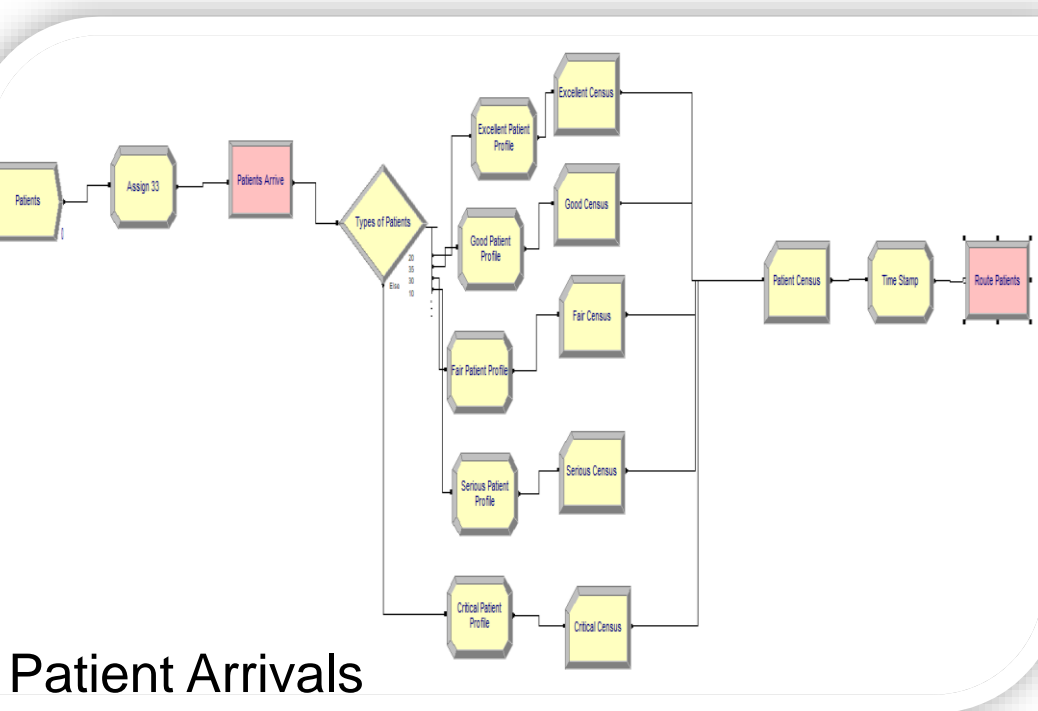 Patients
0
Assign 33
Patients Arrive
Types of Patients
20
35
30
10
Else
Excellent Patient
Profile
Excellent Census
Good Patient
Profile
Good Census
Fair Patient Profile
Fair Census
Serious Patient
Profile
Serious Census
Critical Patient
Profile
Critical Census
Patient Census
Time Stamp
Route Patients
Patient Arrivals